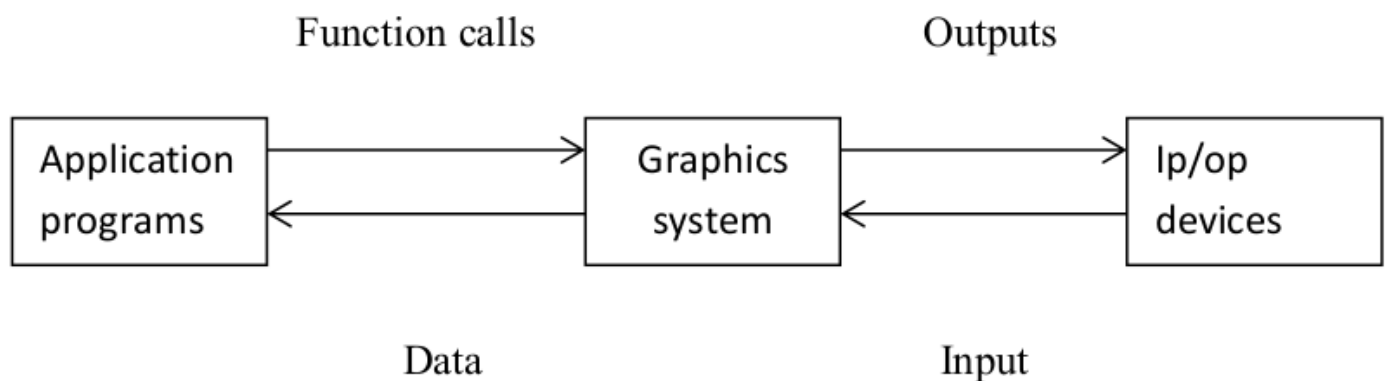 Function calls
Outputs
Application
programs
Graphics
system
Ip/op
devices
Data
Input